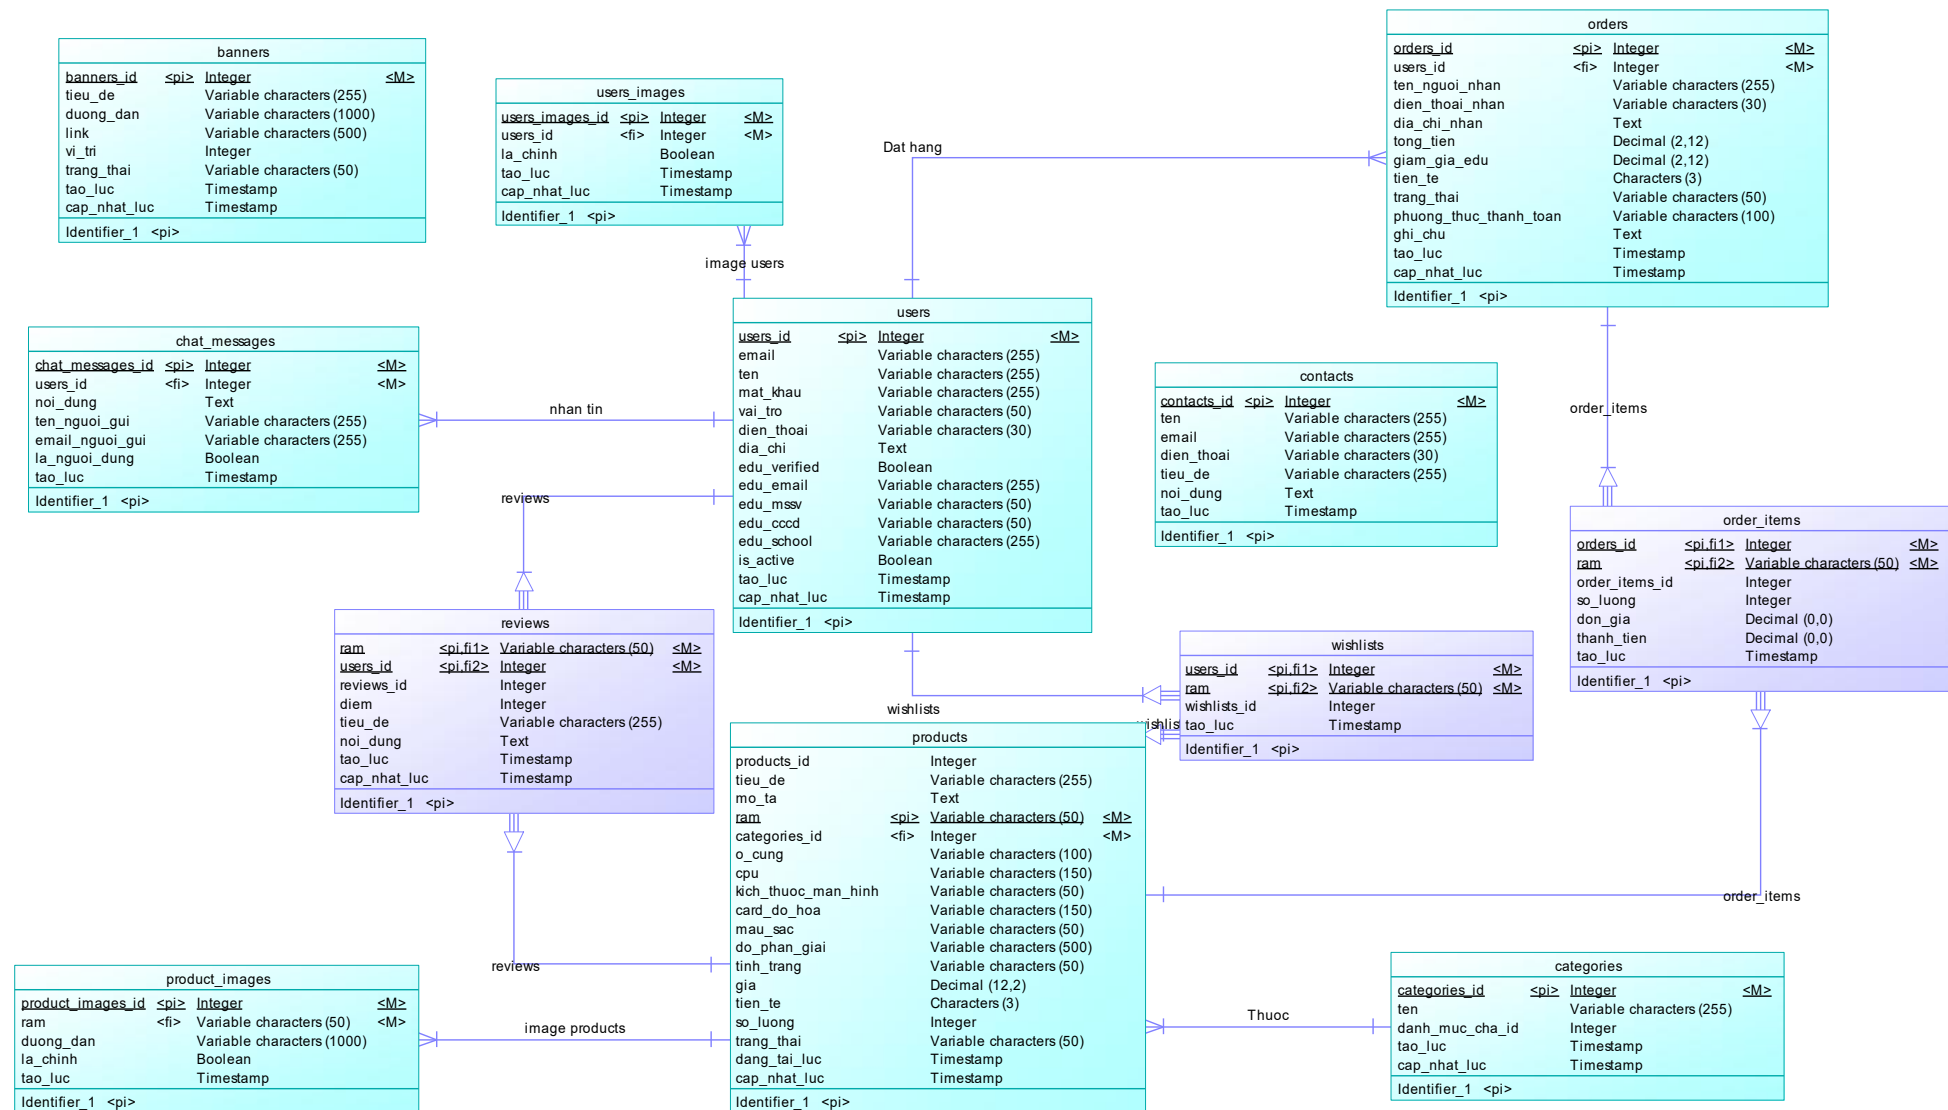 banners
banners_id <pi> Integer <M>
tieu_de Variable characters (255)
duong_dan Variable characters (1000)
link Variable characters (500)
vi_tri Integer
trang_thai Variable characters (50)
tao_luc Timestamp
cap_nhat_luc Timestamp
Identifier_1 <pi>
users_images
users_images_id <pi> Integer <M>
users_id <fi> Integer <M>
la_chinh Boolean
tao_luc Timestamp
cap_nhat_luc Timestamp
Identifier_1 <pi>
orders
orders_id <pi> Integer <M>
users_id <fi> Integer <M>
ten_nguoi_nhan Variable characters (255)
dien_thoai_nhan Variable characters (30)
dia_chi_nhan Text
tong_tien Decimal (2,12)
giam_gia_edu Decimal (2,12)
tien_te Characters (3)
trang_thai Variable characters (50)
phuong_thuc_thanh_toan Variable characters (100)
ghi_chu Text
tao_luc Timestamp
cap_nhat_luc Timestamp
Identifier_1 <pi>
Dat hang
image users
chat_messages
chat_messages_id <pi> Integer <M>
users_id <fi> Integer <M>
noi_dung Text
ten_nguoi_gui Variable characters (255)
email_nguoi_gui Variable characters (255)
la_nguoi_dung Boolean
tao_luc Timestamp
Identifier_1 <pi>
nhan tin
users
users_id <pi> Integer <M>
email Variable characters (255)
ten Variable characters (255)
mat_khau Variable characters (255)
vai_tro Variable characters (50)
dien_thoai Variable characters (30)
dia_chi Text
edu_verified Boolean
edu_email Variable characters (255)
edu_mssv Variable characters (50)
edu_cccd Variable characters (50)
edu_school Variable characters (255)
is_active Boolean
tao_luc Timestamp
cap_nhat_luc Timestamp
Identifier_1 <pi>
contacts
contacts_id <pi> Integer <M>
ten Variable characters (255)
email Variable characters (255)
dien_thoai Variable characters (30)
tieu_de Variable characters (255)
noi_dung Text
tao_luc Timestamp
Identifier_1 <pi>
order_items
order_items
orders_id <pi,fi1> Integer <M>
ram <pi,fi2> Variable characters (50) <M>
order_items_id Integer
so_luong Integer
don_gia Decimal (0,0)
thanh_tien Decimal (0,0)
tao_luc Timestamp
Identifier_1 <pi>
reviews
reviews
ram <pi,fi1> Variable characters (50) <M>
users_id <pi,fi2> Integer <M>
reviews_id Integer
diem Integer
tieu_de Variable characters (255)
noi_dung Text
tao_luc Timestamp
cap_nhat_luc Timestamp
Identifier_1 <pi>
wishlists
users_id <pi,fi1> Integer <M>
ram <pi,fi2> Variable characters (50) <M>
wishlists_id Integer
tao_luc Timestamp
Identifier_1 <pi>
wishlists
products
products_id Integer
tieu_de Variable characters (255)
mo_ta Text
ram <pi> Variable characters (50) <M>
categories_id <fi> Integer <M>
o_cung Variable characters (100)
cpu Variable characters (150)
kich_thuoc_man_hinh Variable characters (50)
card_do_hoa Variable characters (150)
mau_sac Variable characters (50)
do_phan_giai Variable characters (500)
tinh_trang Variable characters (50)
gia Decimal (12,2)
tien_te Characters (3)
so_luong Integer
trang_thai Variable characters (50)
dang_tai_luc Timestamp
cap_nhat_luc Timestamp
Identifier_1 <pi>
order_items
reviews
product_images
product_images_id <pi> Integer <M>
ram <fi> Variable characters (50) <M>
duong_dan Variable characters (1000)
la_chinh Boolean
tao_luc Timestamp
Identifier_1 <pi>
image products
Thuoc
categories
categories_id <pi> Integer <M>
ten Variable characters (255)
danh_muc_cha_id Integer
tao_luc Timestamp
cap_nhat_luc Timestamp
Identifier_1 <pi>